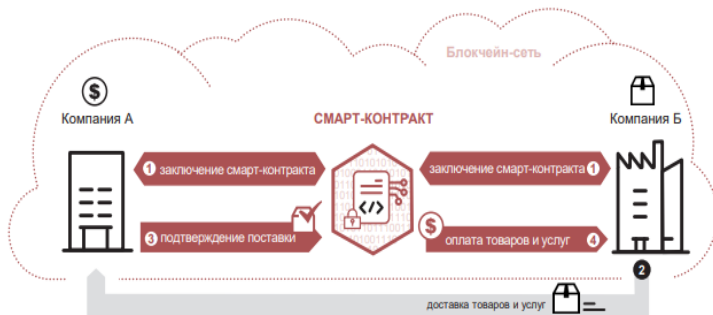 Блокчейн-сеть
$
Компания А
СМАРТ-КОНТРАКТ
Компания Б
1 заключение смарт-контракта
заключение смарт-контракта 1
</>
3 подтверждение поставки
$
оплата товаров и услуг 4
2
доставка товаров и услуг